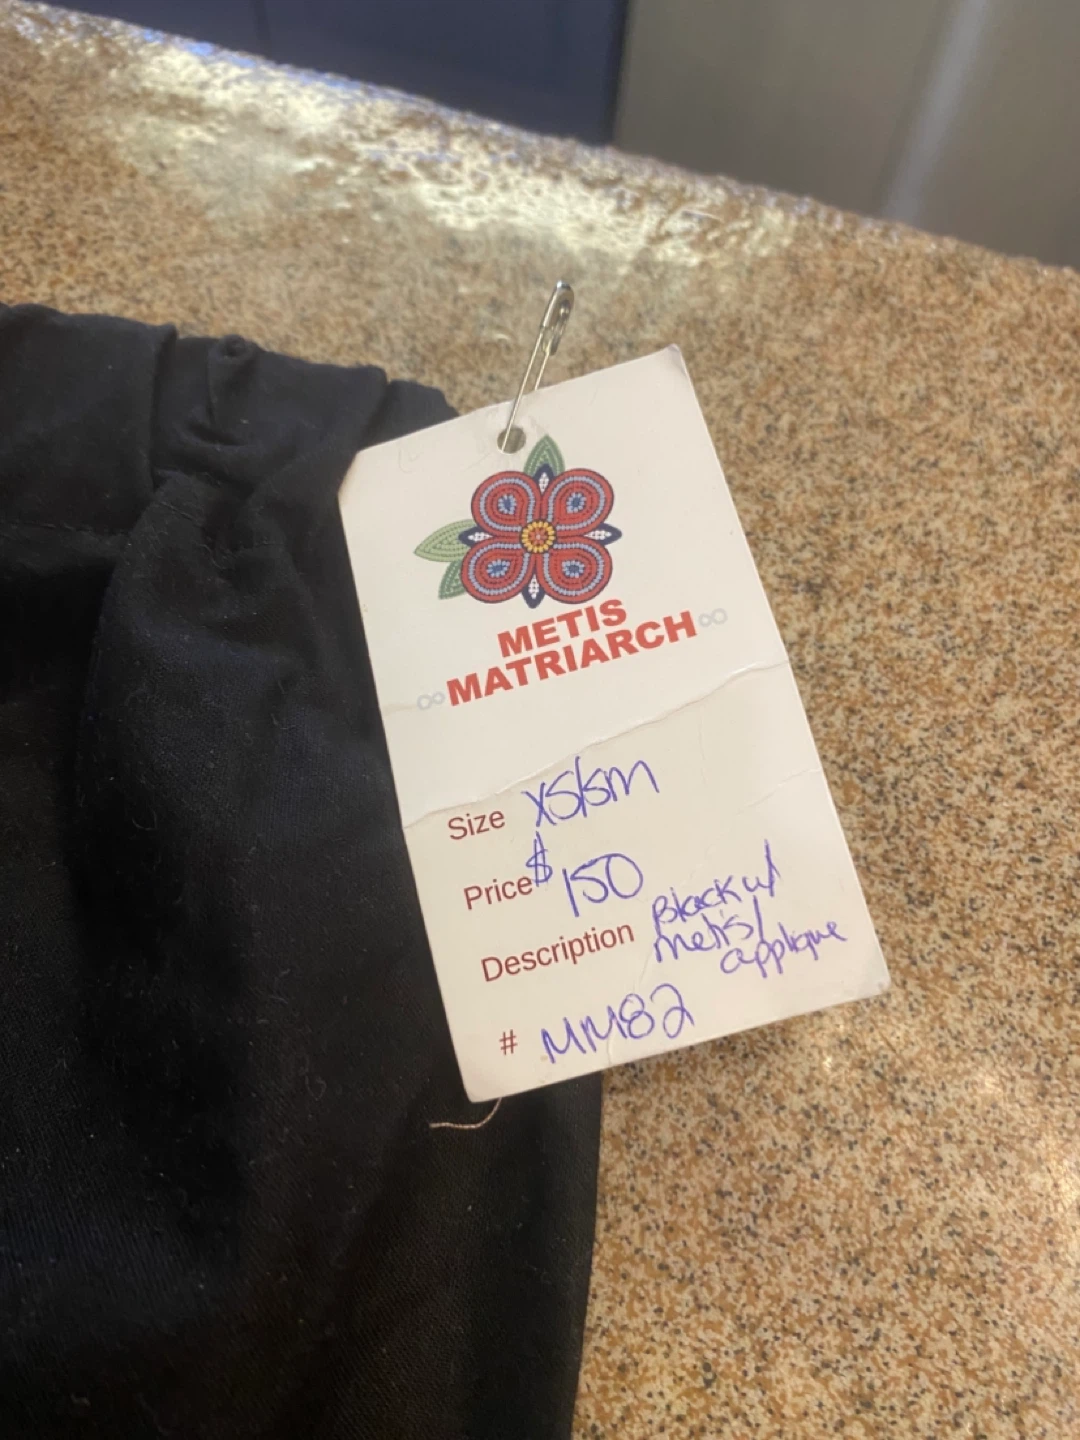 METIS
∞MATRIARCH∞
Size XS/sm
Price $150
Description Black w/
metis/
applique
# MM82